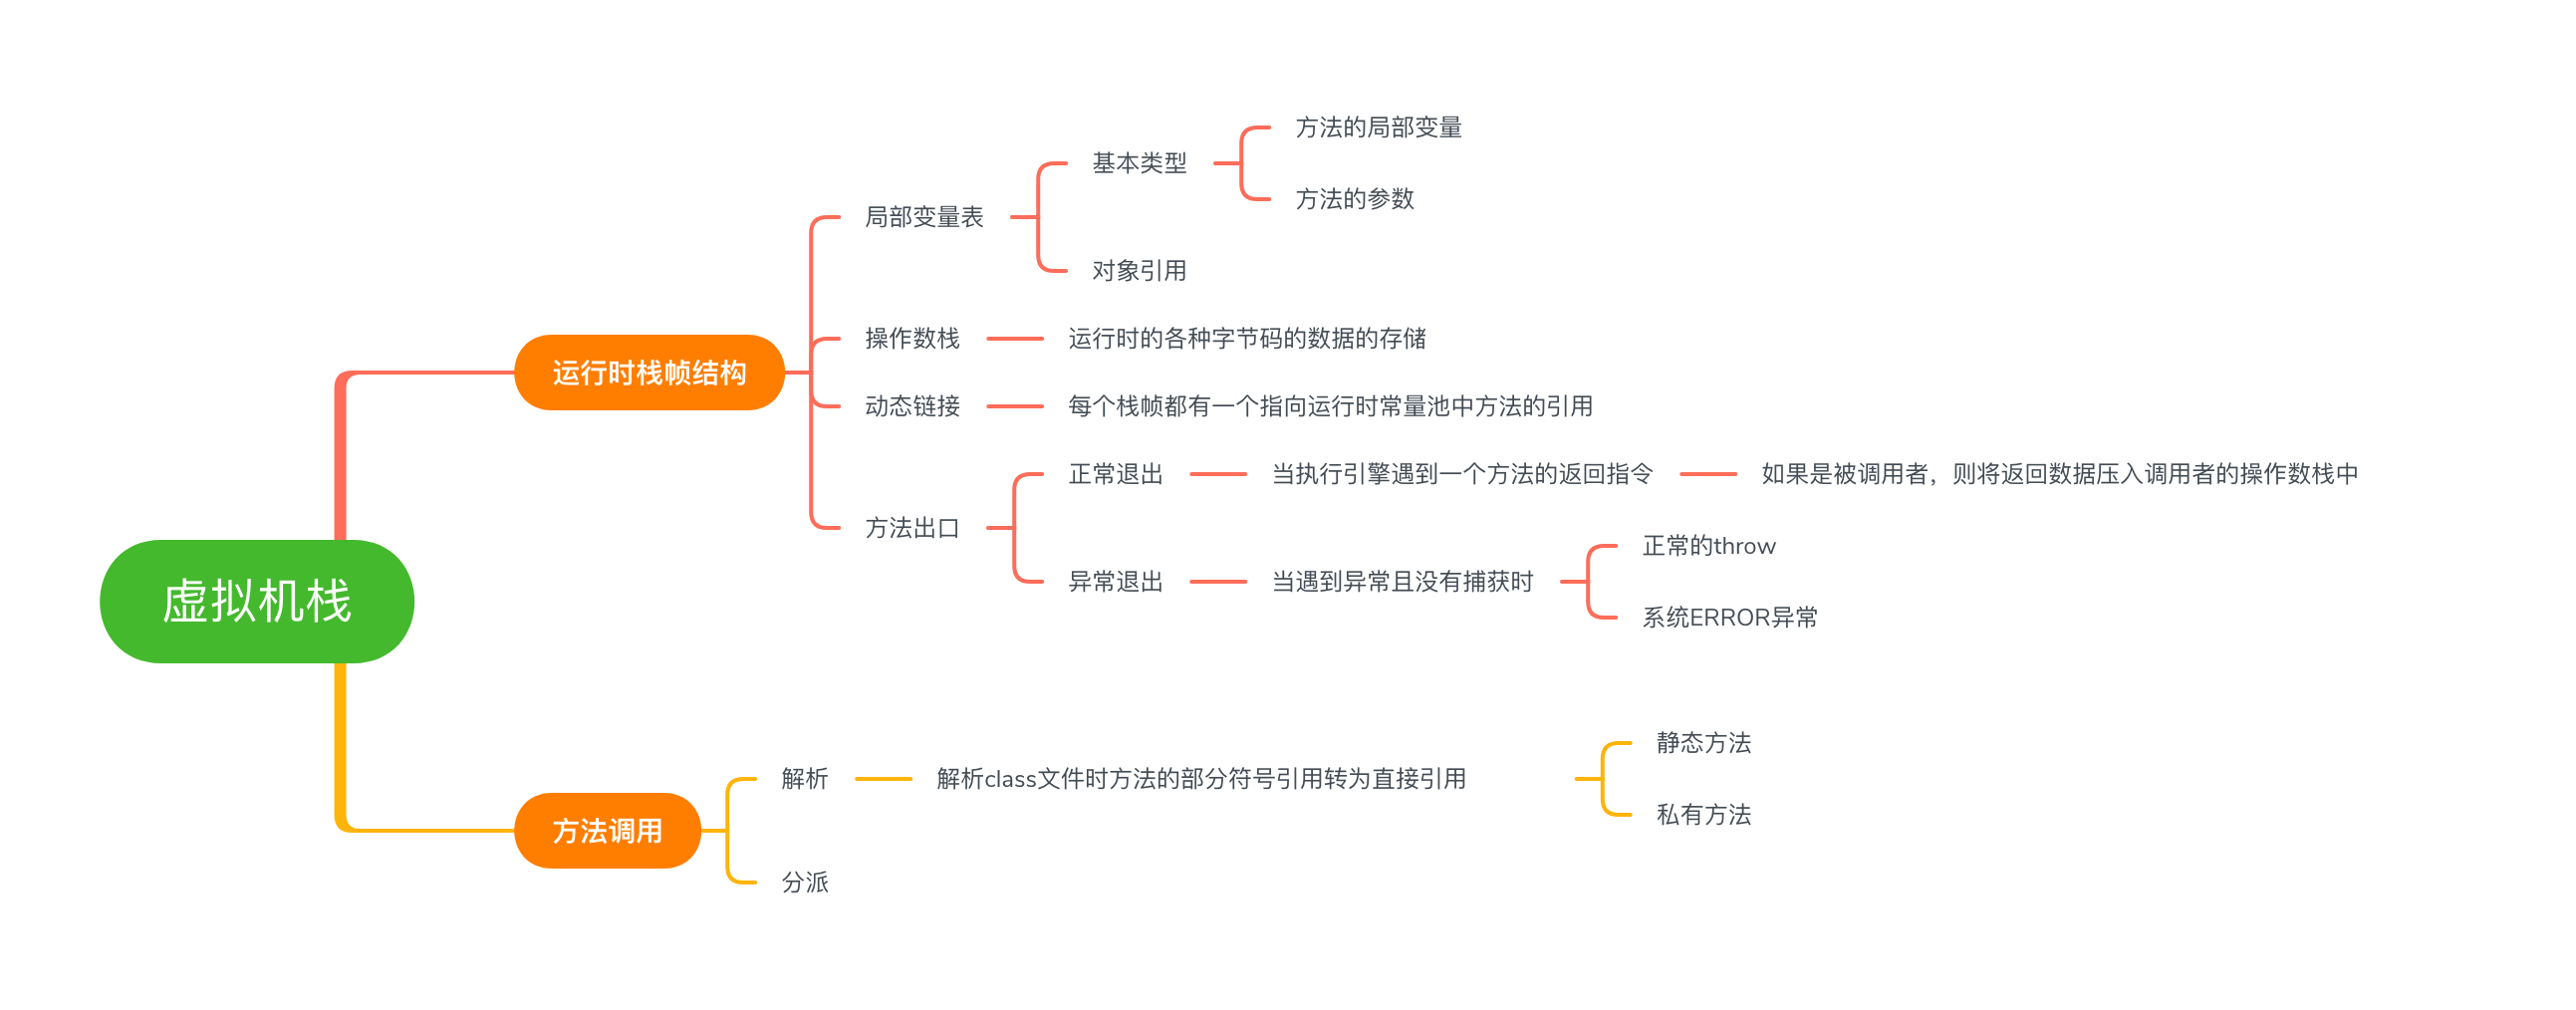 虚拟机栈
运行时栈帧结构
局部变量表
基本类型
方法的局部变量
方法的参数
对象引用
操作数栈
运行时的各种字节码的数据的存储
动态链接
每个栈帧都有一个指向运行时常量池中方法的引用
方法出口
正常退出
当执行引擎遇到一个方法的返回指令
如果是被调用者，则将返回数据压入调用者的操作数栈中
异常退出
当遇到异常且没有捕获时
正常的throw
系统ERROR异常
方法调用
解析
解析class文件时方法的部分符号引用转为直接引用
静态方法
私有方法
分派